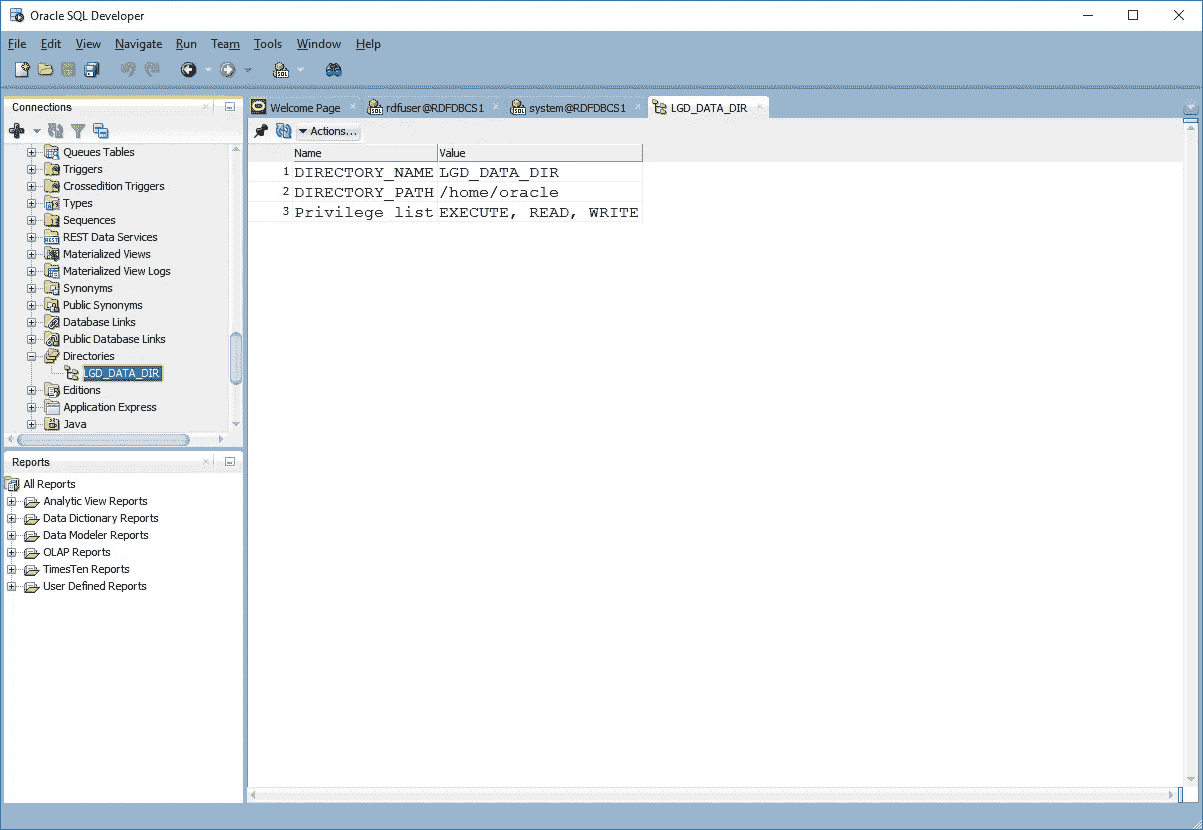 Oracle SQL Developer
File Edit View Navigate Run Team Tools Window Help
Connections
Queues Tables
Triggers
Crossedition Triggers
Types
Sequences
REST Data Services
Materialized Views
Materialized View Logs
Synonyms
Public Synonyms
Database Links
Public Database Links
Directories
LGD_DATA_DIR
Editions
Application Express
Java
Reports
All Reports
Analytic View Reports
Data Dictionary Reports
Data Modeler Reports
OLAP Reports
TimesTen Reports
User Defined Reports
Welcome Page rdfuser@RDFDBCS1 system@RDFDBCS1 LGD_DATA_DIR
Actions...
Name Value
1 DIRECTORY_NAME LGD_DATA_DIR
2 DIRECTORY_PATH /home/oracle
3 Privilege list EXECUTE, READ, WRITE